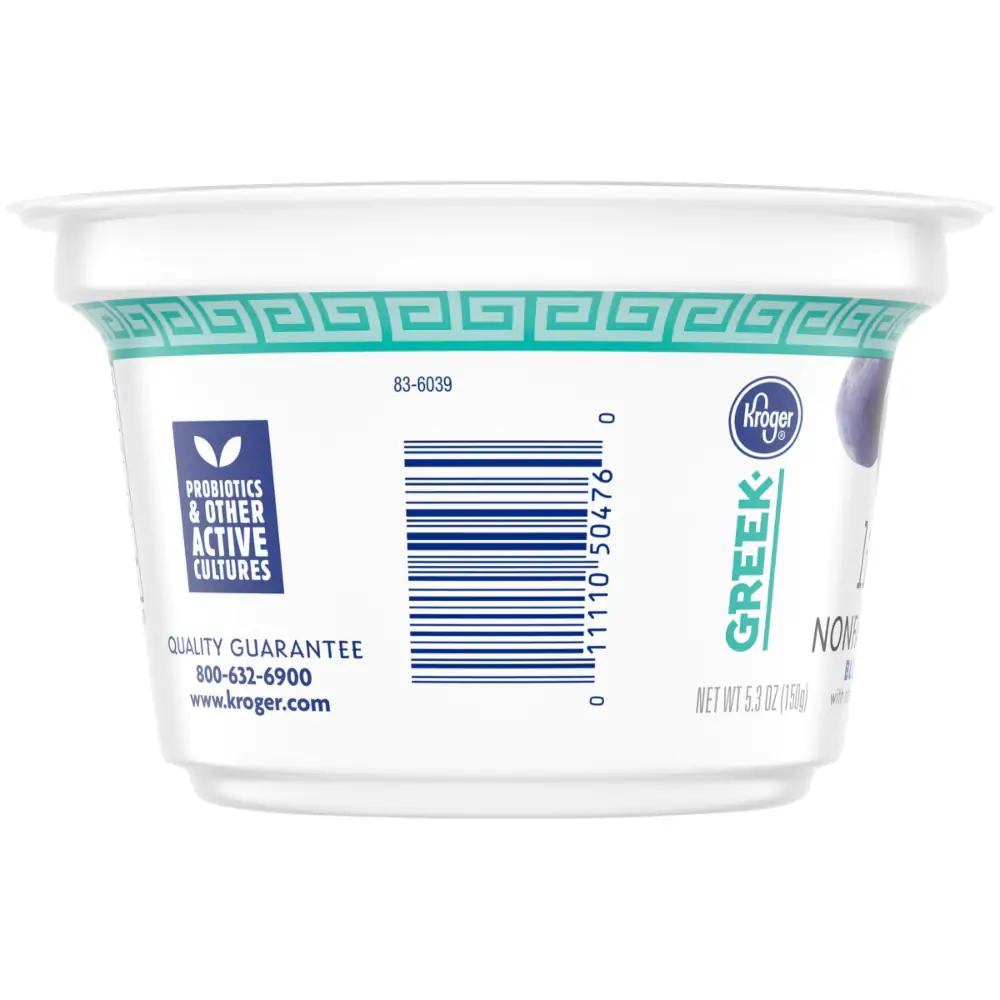 83-6039
PROBIOTICS
& OTHER
ACTIVE
CULTURES
QUALITY GUARANTEE
800-632-6900
www.kroger.com
0 11110 50476 0
Kroger®
GREEK
NET WT 5.3 OZ (150g)
with